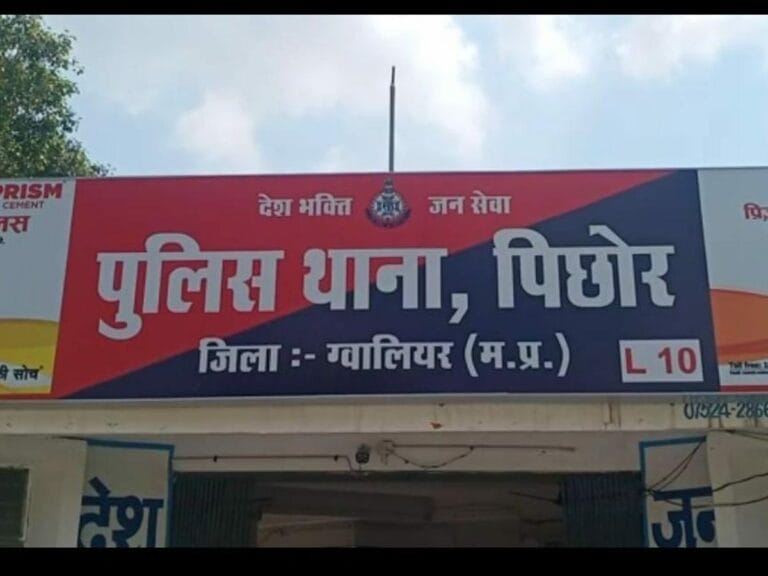 PRISM
CEMENT
देश भक्ति जन सेवा
पुलिस थाना, पिछोर
जिला :- ग्वालियर (म.प्र.)
L 10
सोच
देश
जन